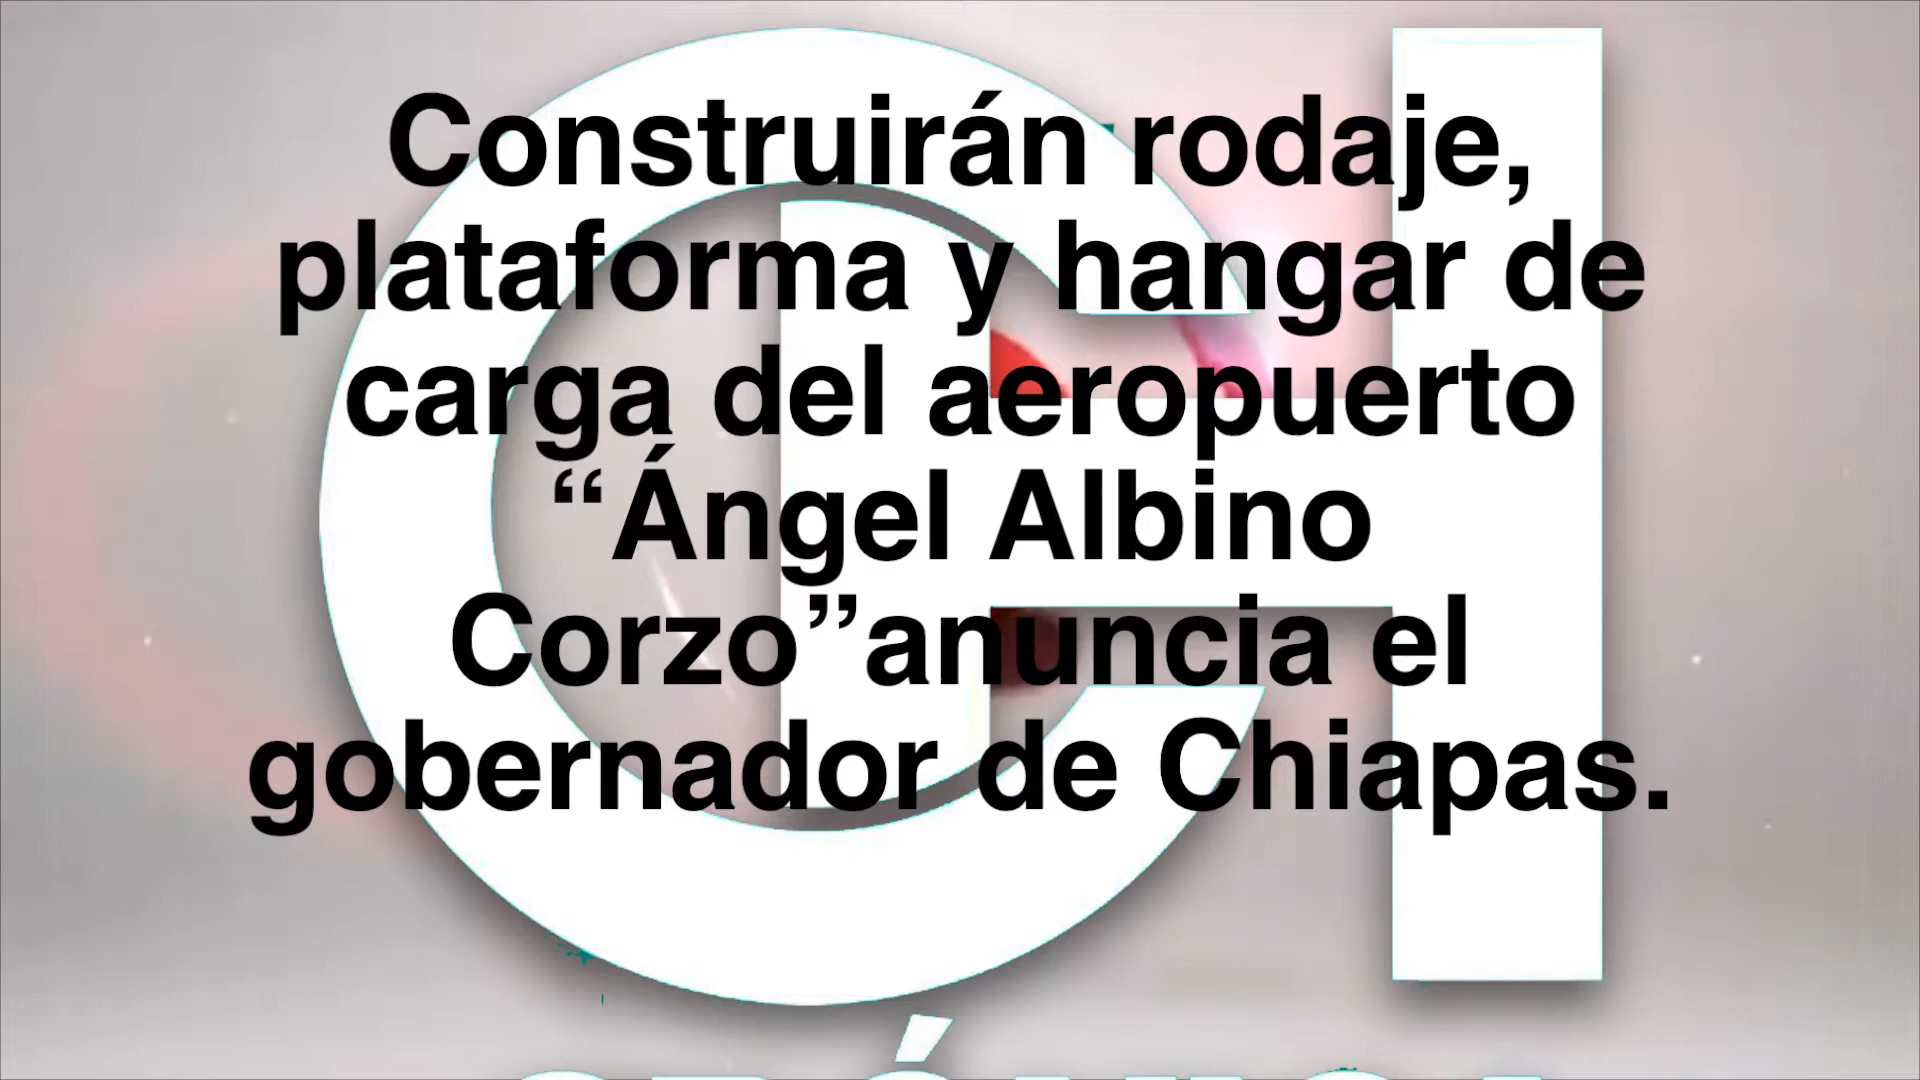 Construirán rodaje,
plataforma y hangar de
carga del aeropuerto
“Ángel Albino
Corzo”anuncia el
gobernador de Chiapas.